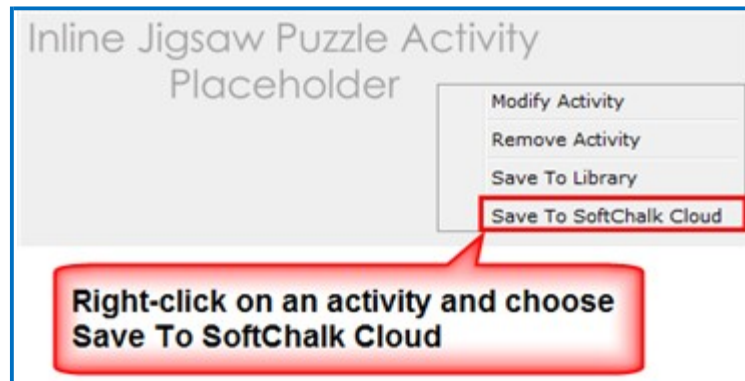 Inline Jigsaw Puzzle Activity
Placeholder
Modify Activity
Remove Activity
Save To Library
Save To SoftChalk Cloud
Right-click on an activity and choose
Save To SoftChalk Cloud